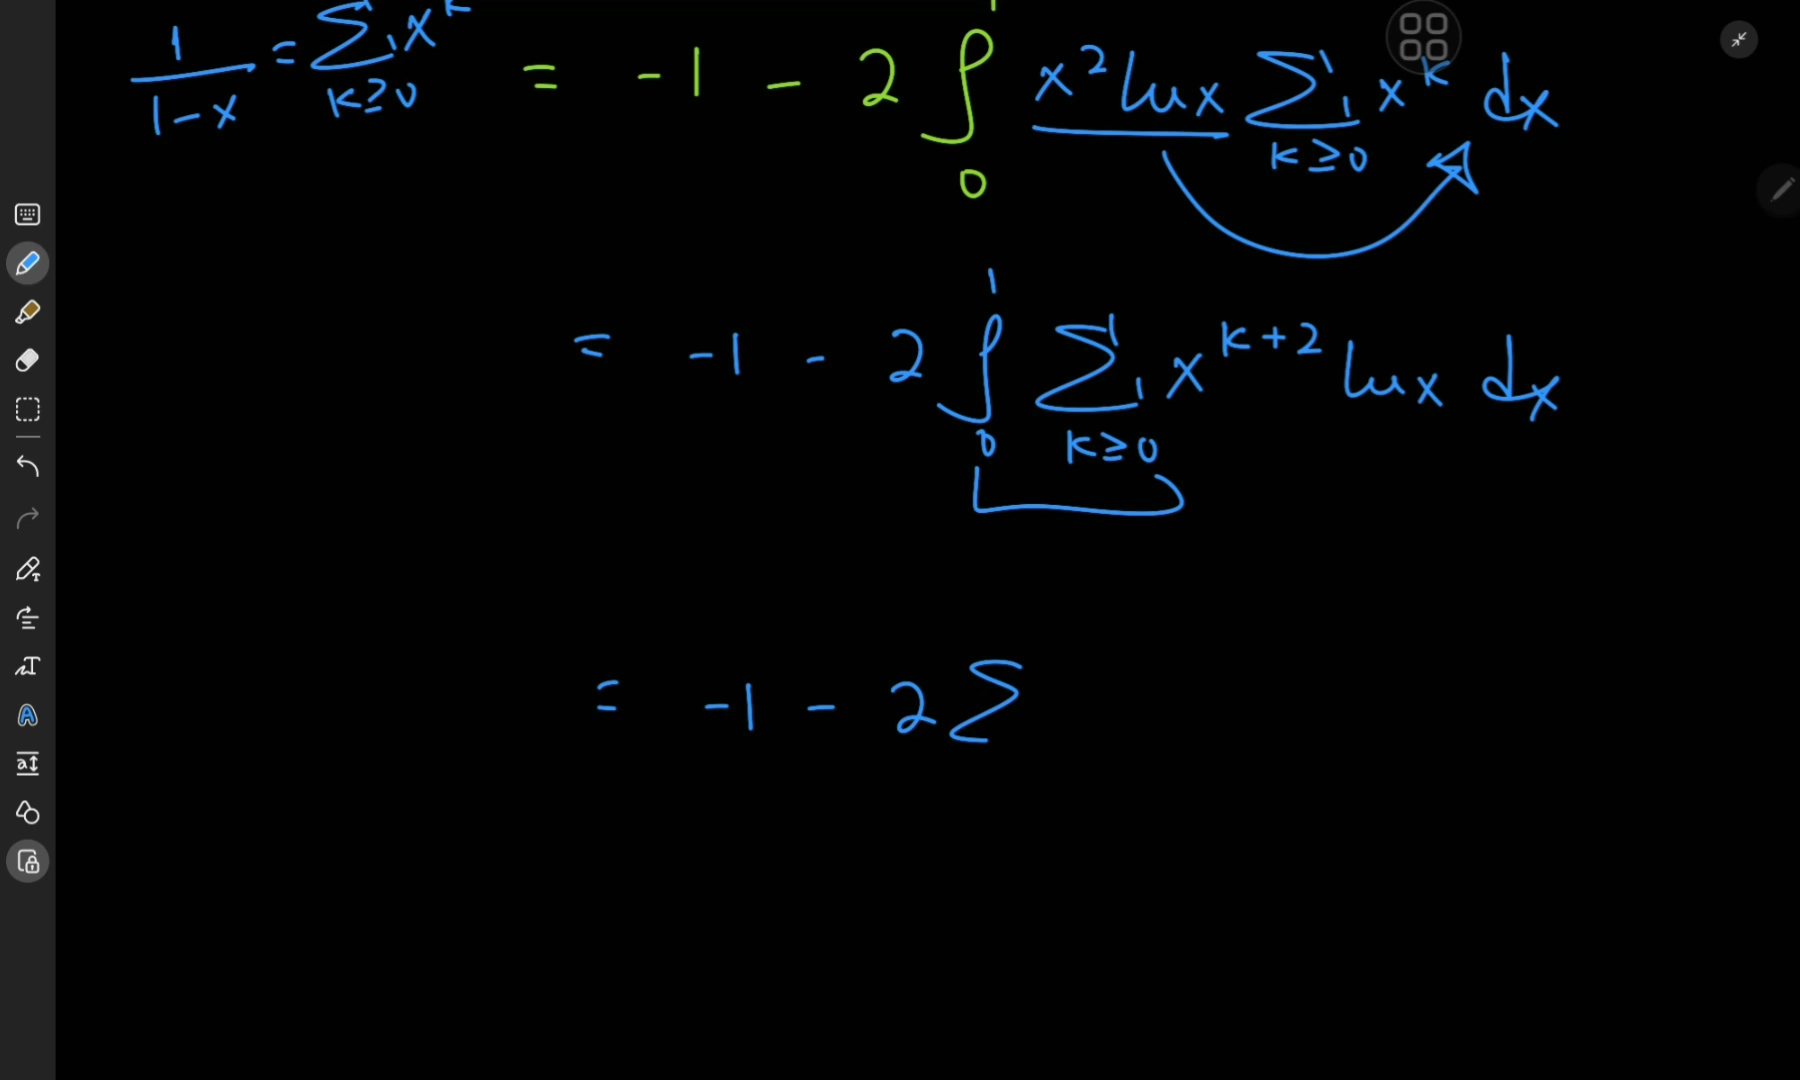 1/(1-x) = Σ_{k≥0} x^k = -1 - 2 ∫_0^1 x^2 ln x Σ_{k≥0} x^k dx
= -1 - 2 ∫_0^1 Σ_{k≥0} x^{k+2} ln x dx
= -1 - 2 Σ